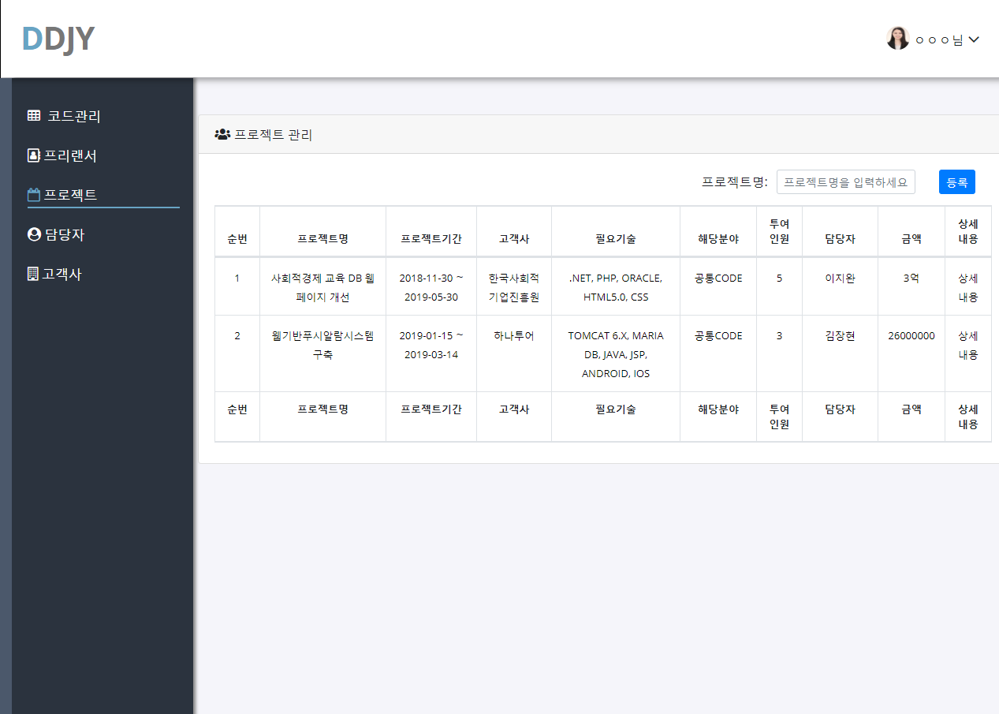 DDJY
ㅇㅇㅇ님
코드관리
프리랜서
프로젝트
담당자
고객사
프로젝트 관리
프로젝트명: 프로젝트명을 입력하세요 등록
순번 프로젝트명 프로젝트기간 고객사 필요기술 해당분야 투여 인원 담당자 금액 상세 내용
1 사회적경제 교육 DB 웹 페이지 개선 2018-11-30 ~ 2019-05-30 한국사회적 기업진흥원 .NET, PHP, ORACLE, HTML5.0, CSS 공통CODE 5 이지완 3억 상세 내용
2 웹기반푸시알람시스템 구축 2019-01-15 ~ 2019-03-14 하나투어 TOMCAT 6.X, MARIA DB, JAVA, JSP, ANDROID, IOS 공통CODE 3 김장현 26000000 상세 내용
순번 프로젝트명 프로젝트기간 고객사 필요기술 해당분야 투여 인원 담당자 금액 상세 내용